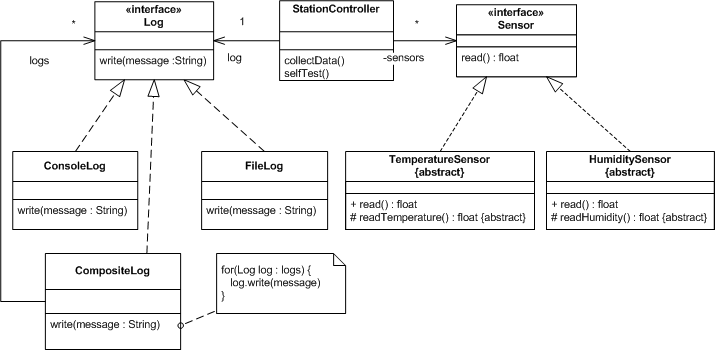 «interface»
Log
write(message :String)
*
logs
1
log
StationController
collectData()
selfTest()
*
-sensors
«interface»
Sensor
read() : float
ConsoleLog
write(message : String)
FileLog
write(message : String)
TemperatureSensor
{abstract}
+ read() : float
# readTemperature() : float {abstract}
HumiditySensor
{abstract}
+ read() : float
# readHumidity() : float {abstract}
CompositeLog
write(message : String)
for(Log log : logs) {
log.write(message)
}